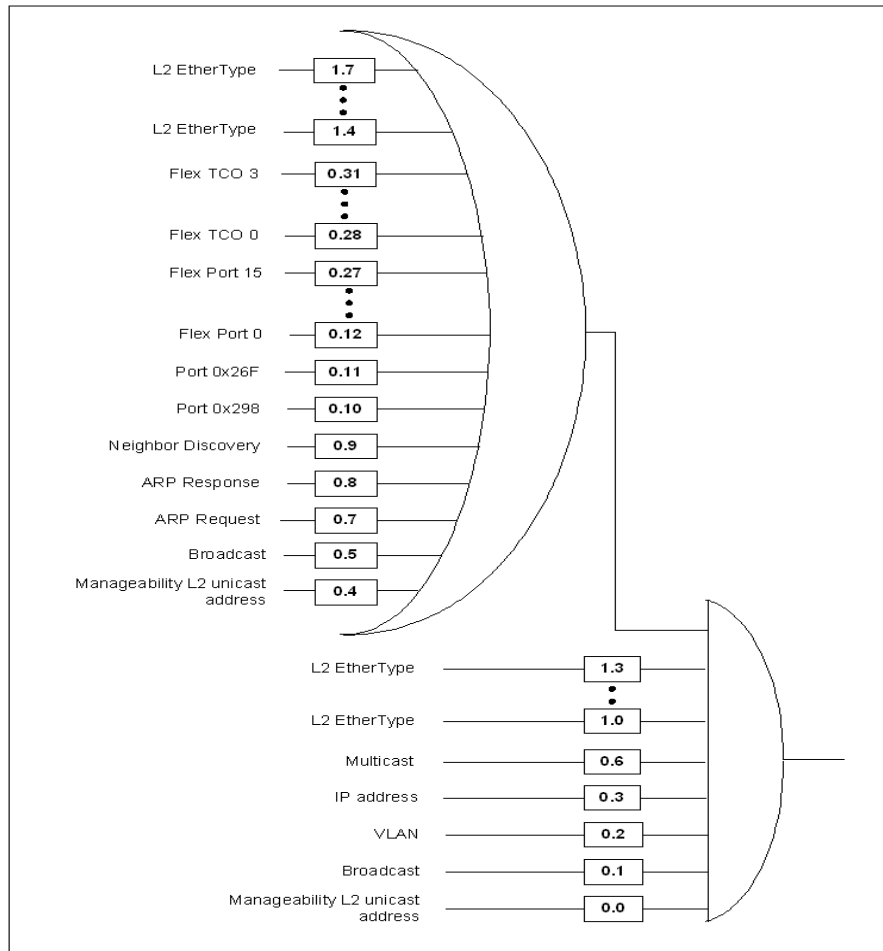 L2 EtherType 1.7
L2 EtherType 1.4
Flex TCO 3 0.31
Flex TCO 0 0.28
Flex Port 15 0.27
Flex Port 0 0.12
Port 0x26F 0.11
Port 0x298 0.10
Neighbor Discovery 0.9
ARP Response 0.8
ARP Request 0.7
Broadcast 0.5
Manageability L2 unicast
address 0.4
L2 EtherType 1.3
L2 EtherType 1.0
Multicast 0.6
IP address 0.3
VLAN 0.2
Broadcast 0.1
Manageability L2 unicast
address 0.0